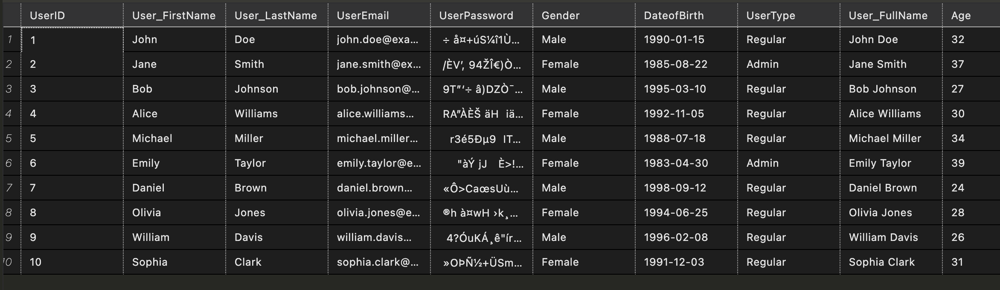 UserID User_FirstName User_LastName UserEmail UserPassword Gender DateofBirth UserType User_FullName Age
1 1 John Doe john.doe@exa... ÷ å¤+úS¼î1Ù... Male 1990-01-15 Regular John Doe 32
2 2 Jane Smith jane.smith@ex... /ÈV’, 94ŽÎ€)Ò... Female 1985-08-22 Admin Jane Smith 37
3 3 Bob Johnson bob.johnson@... 9T”‘÷ â)DZÒ¯... Male 1995-03-10 Regular Bob Johnson 27
4 4 Alice Williams alice.williams... RA”ÀÈŠ äH iä... Female 1992-11-05 Regular Alice Williams 30
5 5 Michael Miller michael.miller... r3é5Ðµ9 IT... Male 1988-07-18 Regular Michael Miller 34
6 6 Emily Taylor emily.taylor@e... "àÝ jJ È>!... Female 1983-04-30 Admin Emily Taylor 39
7 7 Daniel Brown daniel.brown... «Ô>CaœsUù... Male 1998-09-12 Regular Daniel Brown 24
8 8 Olivia Jones olivia.jones@e... ®h à¤wH ›k¸... Female 1994-06-25 Regular Olivia Jones 28
9 9 William Davis william.davis... 4?ÓuKÁ¸ê"ír... Male 1996-02-08 Regular William Davis 26
10 10 Sophia Clark sophia.clark@... »OÞÑ½+ÜSm... Female 1991-12-03 Regular Sophia Clark 31